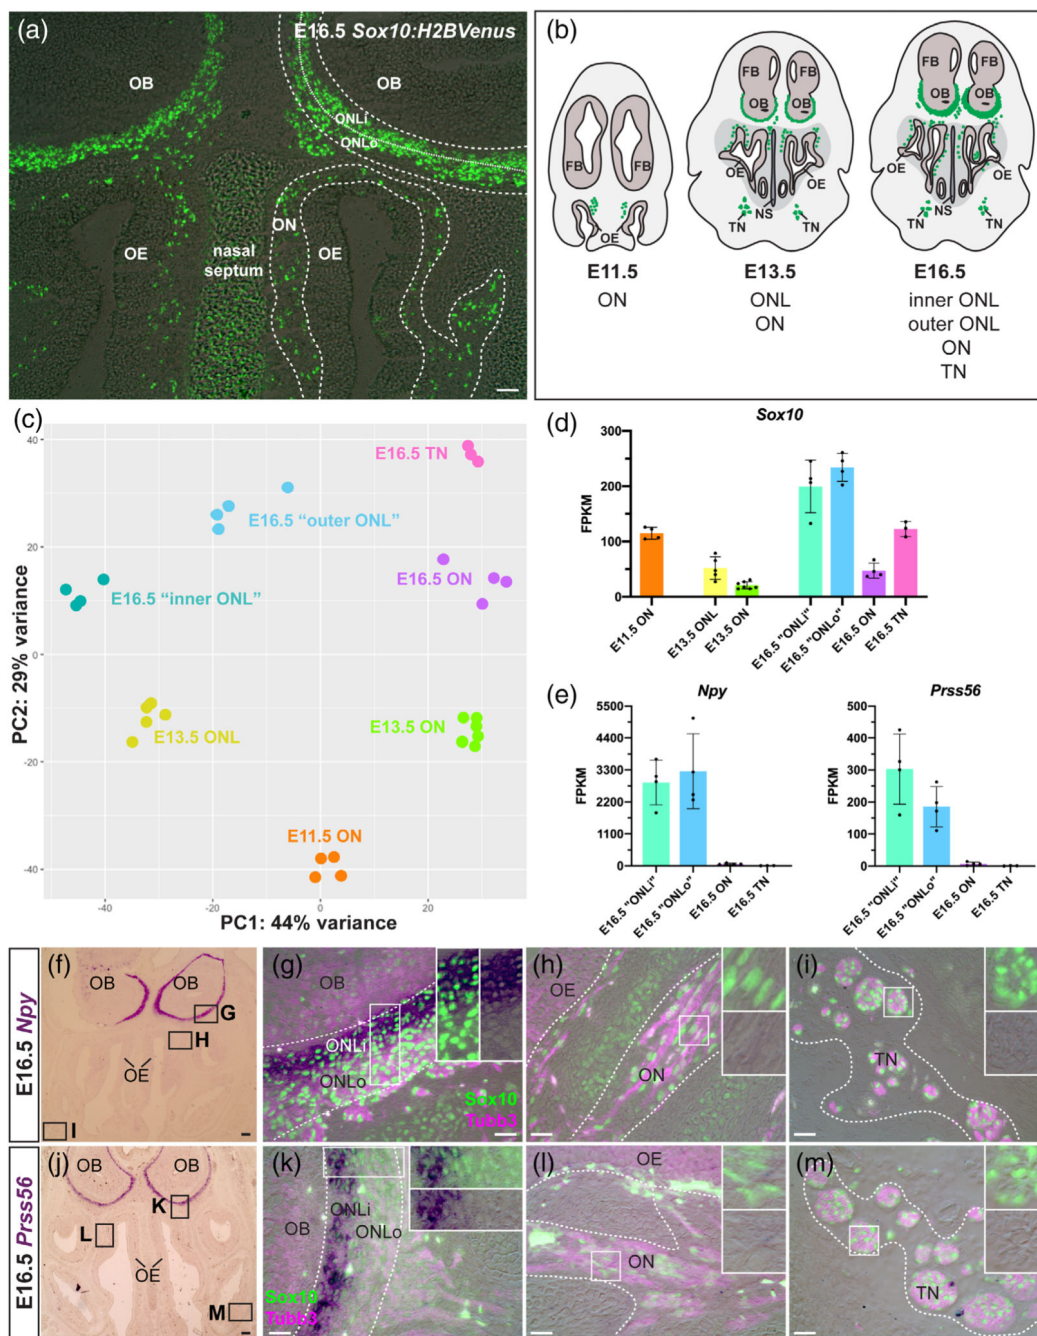 (a)
E16.5 Sox10:H2BVenus
OB
OB
ONLi
ONLo
ON
OE
nasal
septum
OE
(b)
FB
FB
OE
FB
FB
OB
OB
OE
NS
TN
TN
FB
FB
OB
OB
OE
NS
TN
TN
E11.5
E13.5
E16.5
ON
ONL
inner ONL
ON
outer ONL
ON
TN
(c)
E16.5 TN
E16.5 “outer ONL”
E16.5 ON
E16.5 “inner ONL”
E13.5 ONL
E13.5 ON
E11.5 ON
40
20
0
-20
-40
PC2: 29% variance
-40
-20
0
20
PC1: 44% variance
(d)
Sox10
300
200
100
0
FPKM
E11.5 ON
E13.5 ONL
E13.5 ON
E16.5 "ONLi"
E16.5 "ONLo"
E16.5 ON
E16.5 TN
(e)
Npy
5500
4400
3300
2200
1100
0
FPKM
E16.5 "ONLi"
E16.5 "ONLo"
E16.5 ON
E16.5 TN
Prss56
500
400
300
200
100
0
FPKM
E16.5 "ONLi"
E16.5 "ONLo"
E16.5 ON
E16.5 TN
E16.5 Npy
(f)
OB
OB
G
H
OE
I
(g)
OB
ONLi
ONLo
Sox10
Tubb3
(h)
OE
ON
(i)
TN
E16.5 Prss56
(j)
OB
OB
K
L
OE
M
(k)
OB
ONLi
ONLo
Sox10
Tubb3
(l)
OE
ON
(m)
TN